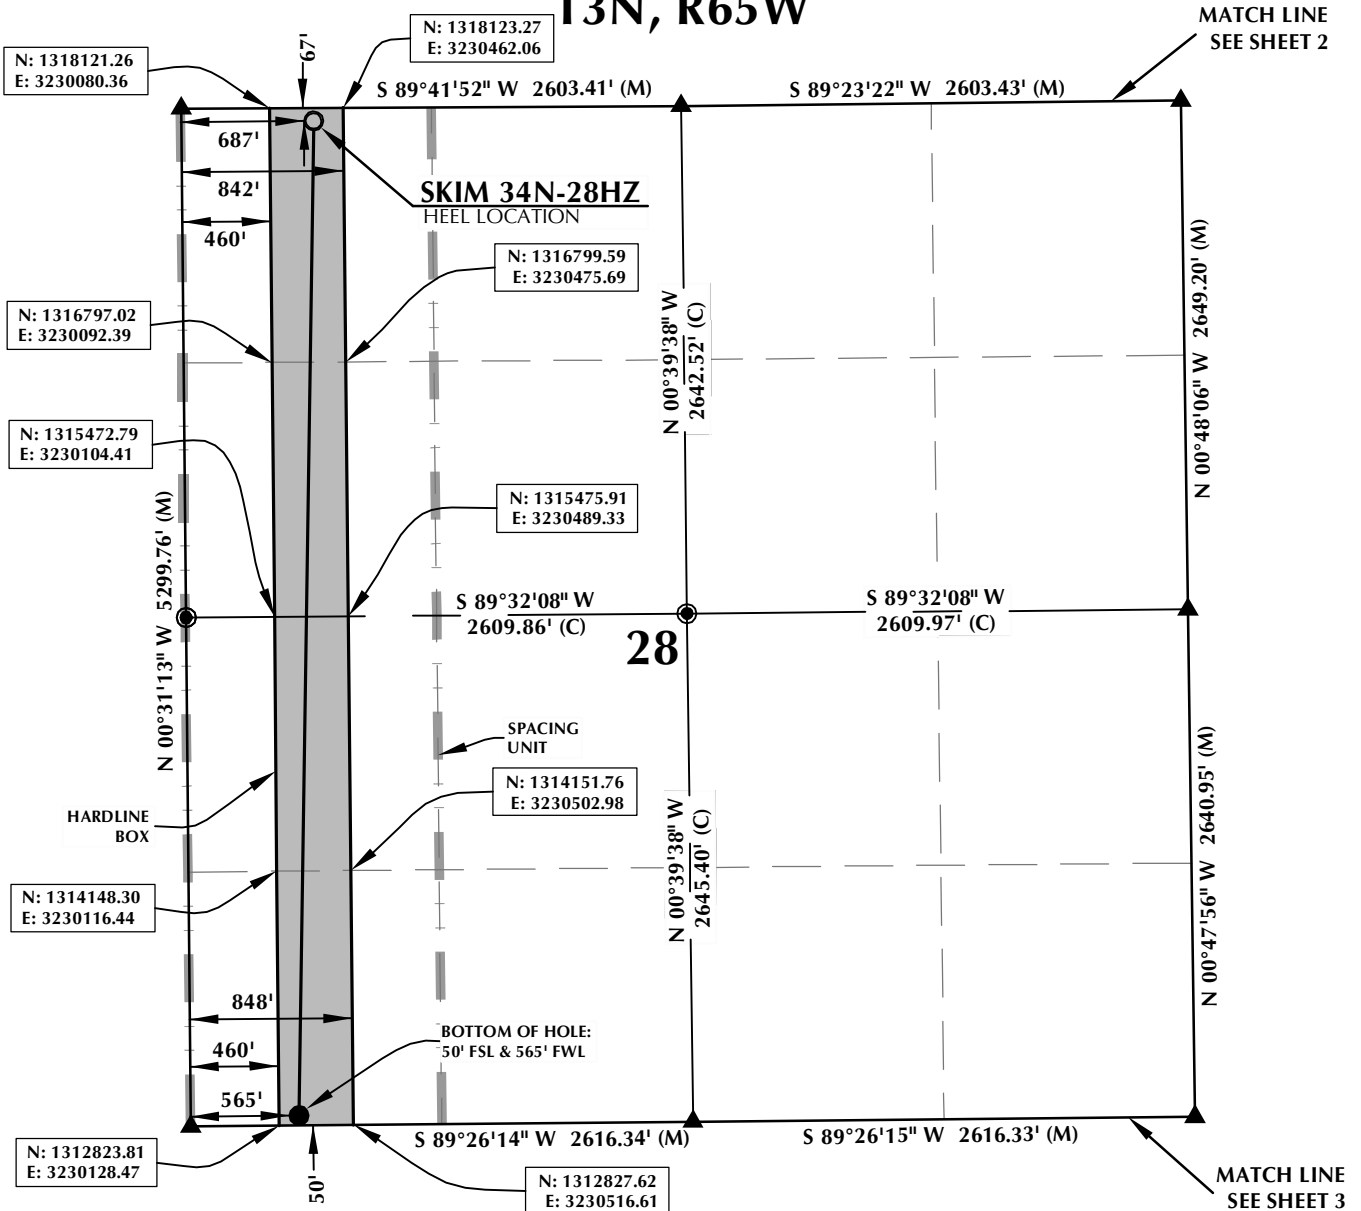 T3N, R65W
MATCH LINE
SEE SHEET 2
N: 1318123.27
E: 3230462.06
N: 1318121.26
E: 3230080.36
67'
S 89°41'52" W 2603.41' (M)
S 89°23'22" W 2603.43' (M)
687'
842'
460'
SKIM 34N-28HZ
HEEL LOCATION
N: 1316799.59
E: 3230475.69
N: 1316797.02
E: 3230092.39
N 00°39'38" W
2642.52' (C)
N 00°48'06" W 2649.20' (M)
N: 1315472.79
E: 3230104.41
N: 1315475.91
E: 3230489.33
N 00°31'13" W 5299.76' (M)
S 89°32'08" W
2609.86' (C)
S 89°32'08" W
2609.97' (C)
28
SPACING
UNIT
N: 1314151.76
E: 3230502.98
HARDLINE
BOX
N 00°39'38" W
2645.40' (C)
N 00°47'56" W 2640.95' (M)
N: 1314148.30
E: 3230116.44
848'
460'
565'
BOTTOM OF HOLE:
50' FSL & 565' FWL
S 89°26'14" W 2616.34' (M)
S 89°26'15" W 2616.33' (M)
N: 1312823.81
E: 3230128.47
50'
N: 1312827.62
E: 3230516.61
MATCH LINE
SEE SHEET 3